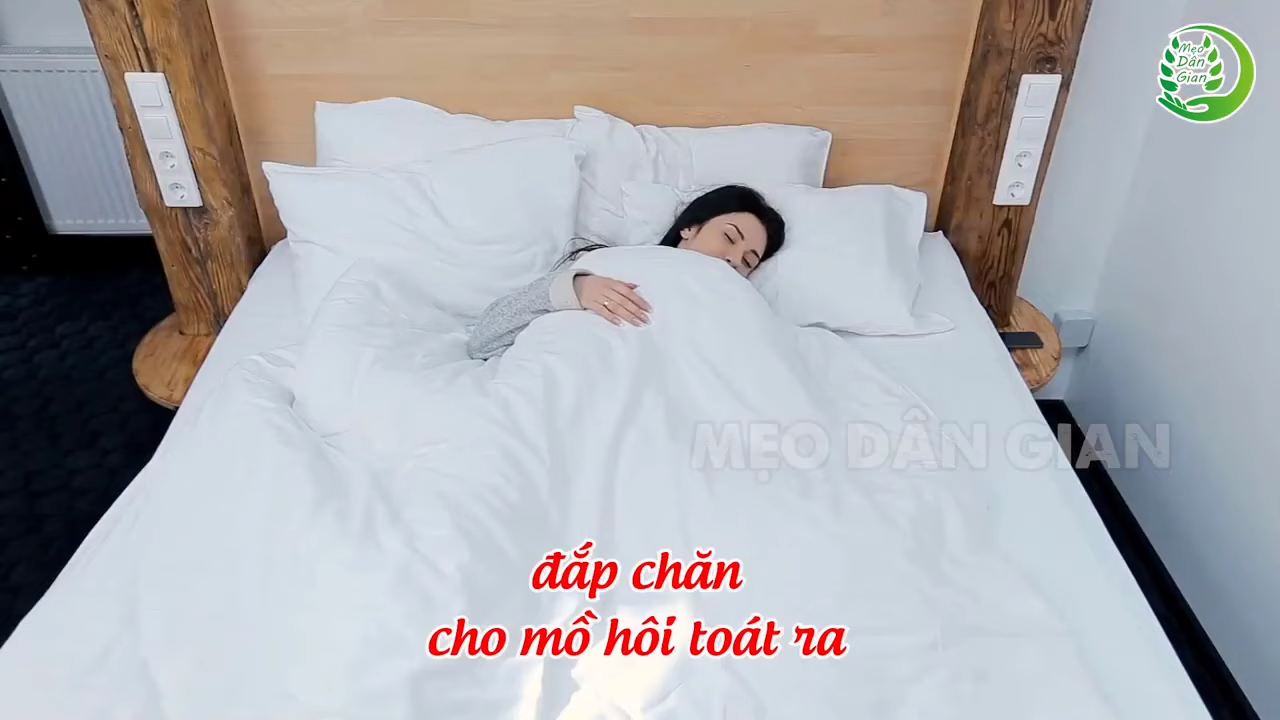 Mẹo
Dân
Gian
MẸO DÂN GIAN
đắp chăn
cho mồ hôi toát ra